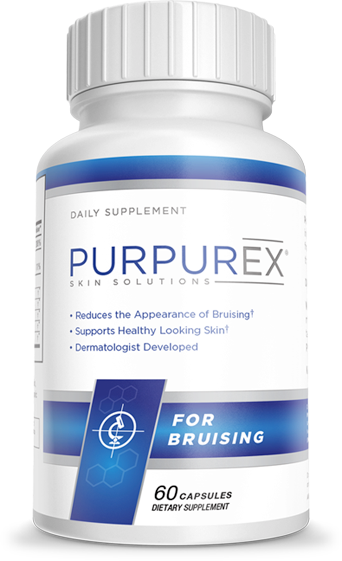 DAILY SUPPLEMENT
PURPUREX®
SKIN SOLUTIONS
• Reduces the Appearance of Bruising†
• Supports Healthy Looking Skin†
• Dermatologist Developed
FOR
BRUISING
60 CAPSULES
DIETARY SUPPLEMENT